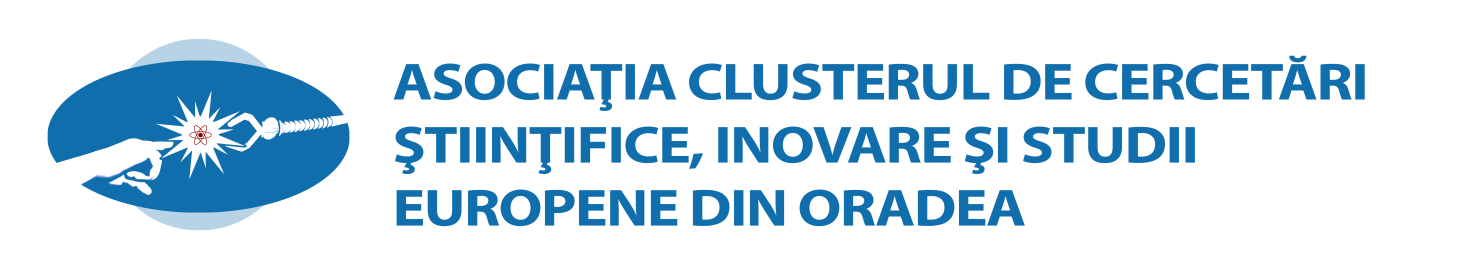 ASOCIAŢIA CLUSTERUL DE CERCETĂRI
ŞTIINŢIFICE, INOVARE ŞI STUDII
EUROPENE DIN ORADEA